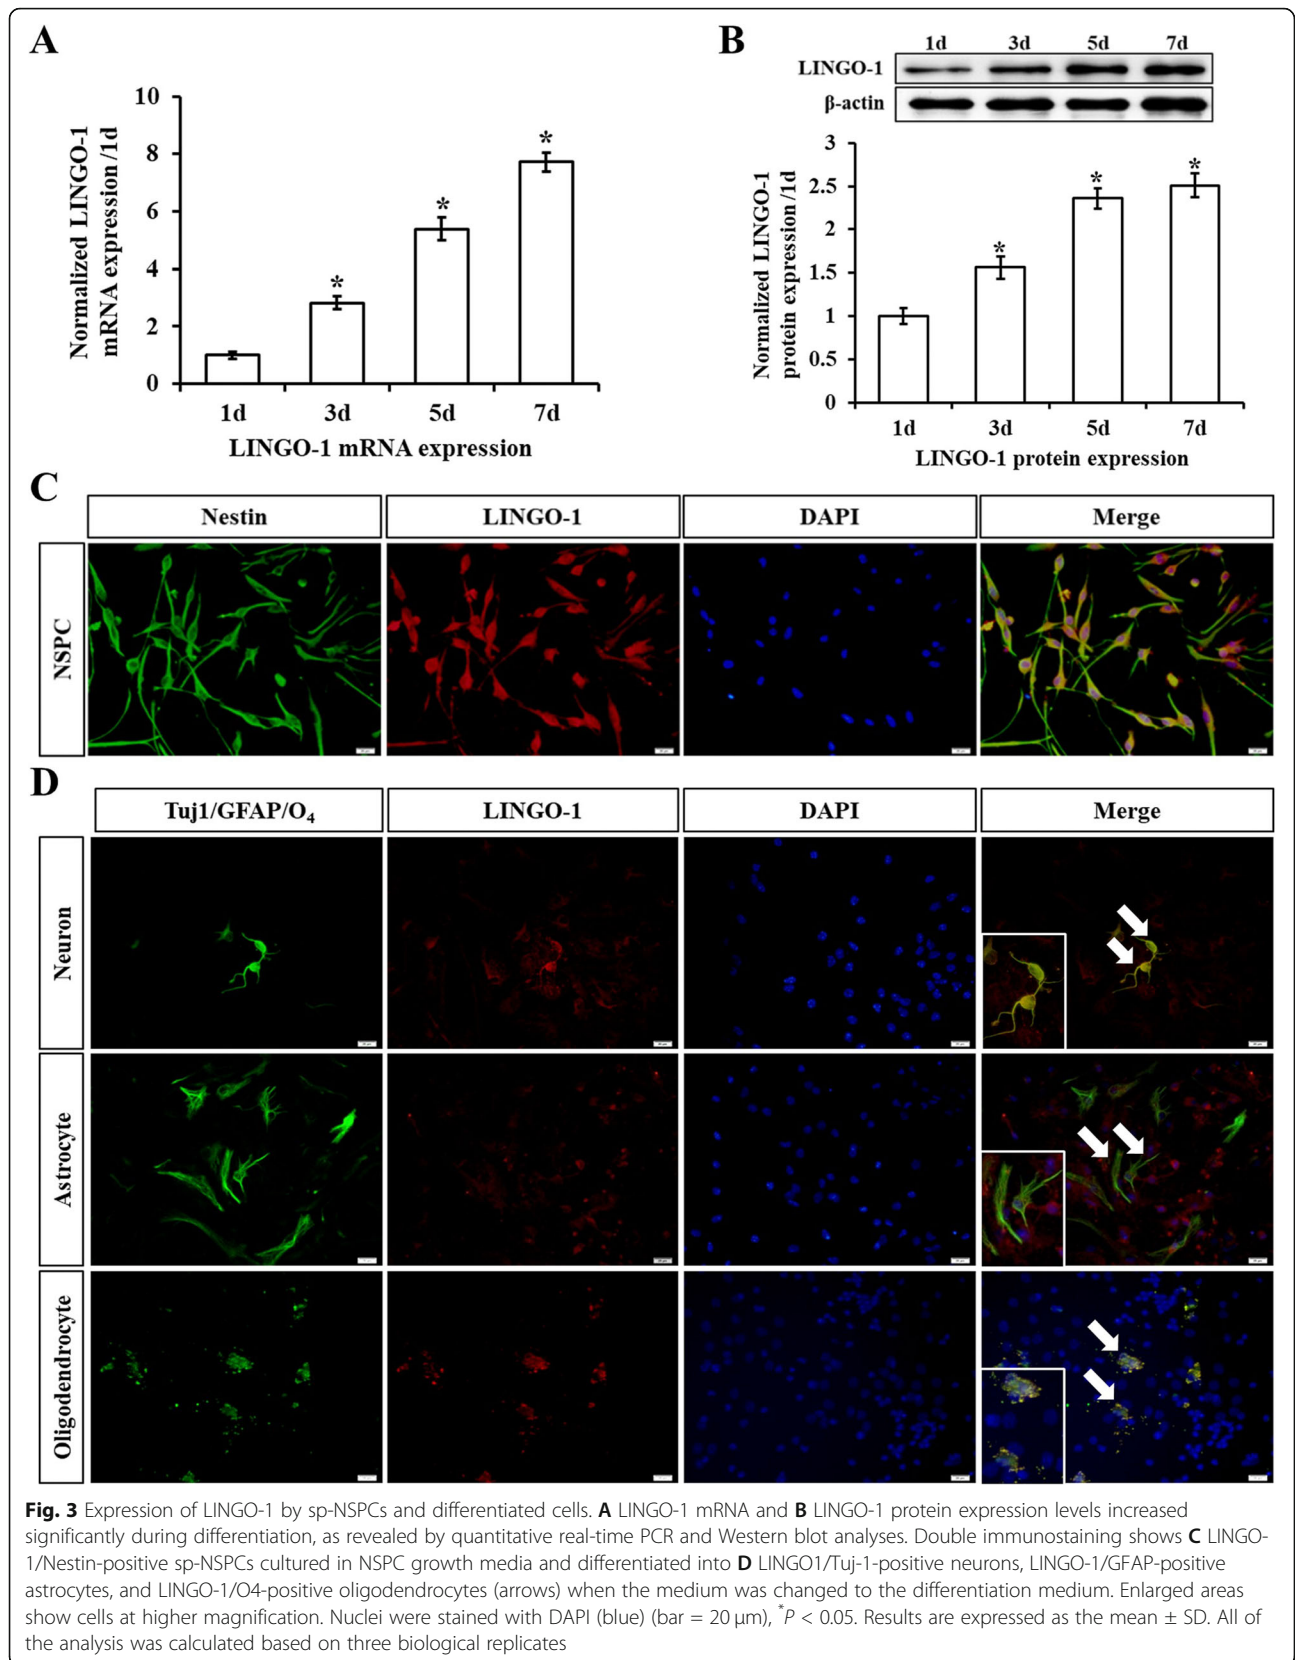 A
Normalized LINGO-1
mRNA expression /1d
10
8
6
4
2
0
*
*
*
1d 3d 5d 7d
LINGO-1 mRNA expression
B
1d 3d 5d 7d
LINGO-1
β-actin
Normalized LINGO-1
protein expression /1d
3
2.5
2
1.5
1
0.5
0
*
*
*
1d 3d 5d 7d
LINGO-1 protein expression
C
Nestin LINGO-1 DAPI Merge
NSPC
D
Tuj1/GFAP/O₄ LINGO-1 DAPI Merge
Neuron
Astrocyte
Oligodendrocyte
Fig. 3 Expression of LINGO-1 by sp-NSPCs and differentiated cells. A LINGO-1 mRNA and B LINGO-1 protein expression levels increased
significantly during differentiation, as revealed by quantitative real-time PCR and Western blot analyses. Double immunostaining shows C LINGO-
1/Nestin-positive sp-NSPCs cultured in NSPC growth media and differentiated into D LINGO1/Tuj-1-positive neurons, LINGO-1/GFAP-positive
astrocytes, and LINGO-1/O4-positive oligodendrocytes (arrows) when the medium was changed to the differentiation medium. Enlarged areas
show cells at higher magnification. Nuclei were stained with DAPI (blue) (bar = 20 μm), *P < 0.05. Results are expressed as the mean ± SD. All of
the analysis was calculated based on three biological replicates